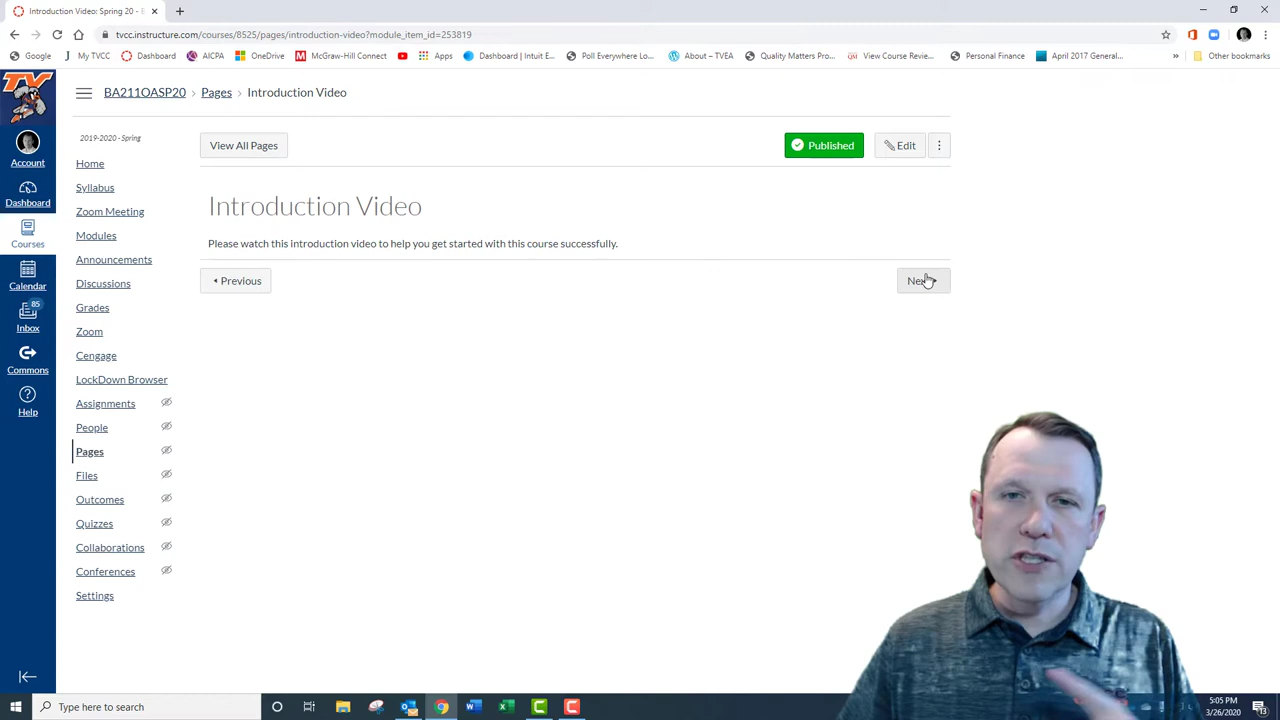 Introduction Video: Spring 20 - B
tvcc.instructure.com/courses/8525/pages/introduction-video?module_item_id=253819
Google
My TVCC
Dashboard
AICPA
OneDrive
McGraw-Hill Connect
Apps
Dashboard | Intuit E...
Poll Everywhere Lo...
About – TVEA
Quality Matters Pro...
View Course Revie...
Personal Finance
April 2017 General...
»
Other bookmarks
TV
BA211OASP20 › Pages › Introduction Video
2019-2020 - Spring
Account
Dashboard
Courses
Calendar
85
Inbox
Commons
Help
Home
Syllabus
Zoom Meeting
Modules
Announcements
Discussions
Grades
Zoom
Cengage
LockDown Browser
Assignments
People
Pages
Files
Outcomes
Quizzes
Collaborations
Conferences
Settings
View All Pages
Published
Edit
Introduction Video
Please watch this introduction video to help you get started with this course successfully.
Previous
Type here to search
5:05 PM
3/26/2020